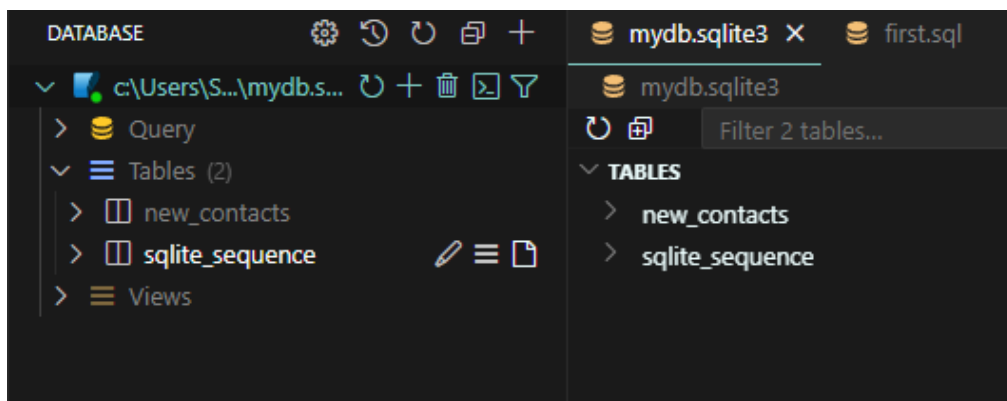 DATABASE
c:\Users\S...\mydb.s...
Query
Tables (2)
new_contacts
sqlite_sequence
Views
mydb.sqlite3
first.sql
mydb.sqlite3
Filter 2 tables...
TABLES
new_contacts
sqlite_sequence